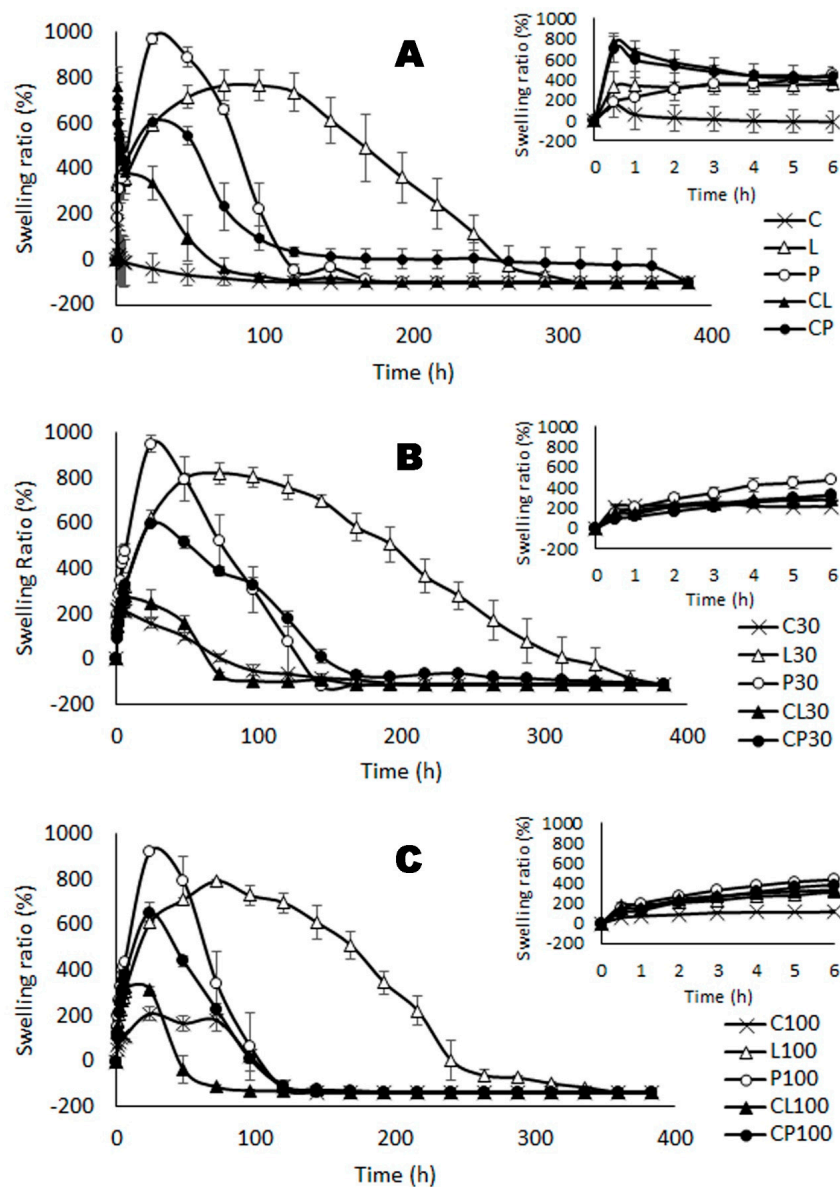 A
Swelling ratio (%)
1000
800
600
400
200
0
-200
0
100
200
300
400
Time (h)
Swelling ratio (%)
1000
800
600
400
200
0
-200
0 1 2 3 4 5 6
Time (h)
C
L
P
CL
CP
B
Swelling Ratio (%)
1000
800
600
400
200
0
-200
0
100
200
300
400
Time (h)
Swelling ratio (%)
1000
800
600
400
200
0
-200
0 1 2 3 4 5 6
Time (h)
C30
L30
P30
CL30
CP30
C
Swelling ratio (%)
1000
800
600
400
200
0
-200
0
100
200
300
400
Time (h)
Swelling ratio (%)
1000
800
600
400
200
0
-200
0 1 2 3 4 5 6
Time (h)
C100
L100
P100
CL100
CP100